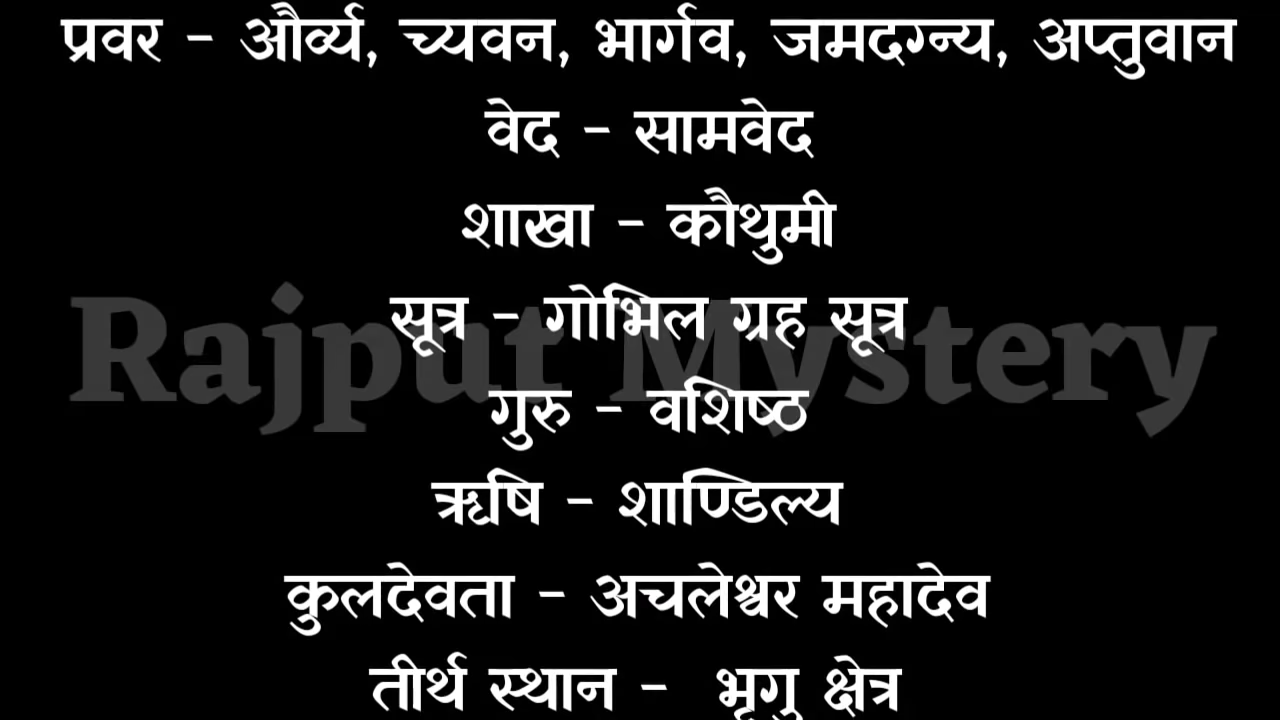 प्रवर - और्व्य, च्यवन, भार्गव, जमदग्न्य, अप्तुवान
वेद - सामवेद
शाखा - कौथुमी
सूत्र - गोभिल ग्रह सूत्र
Rajput Mystery
गुरु - वशिष्ठ
ऋषि - शाण्डिल्य
कुलदेवता - अचलेश्वर महादेव
तीर्थ स्थान - भृगु क्षेत्र